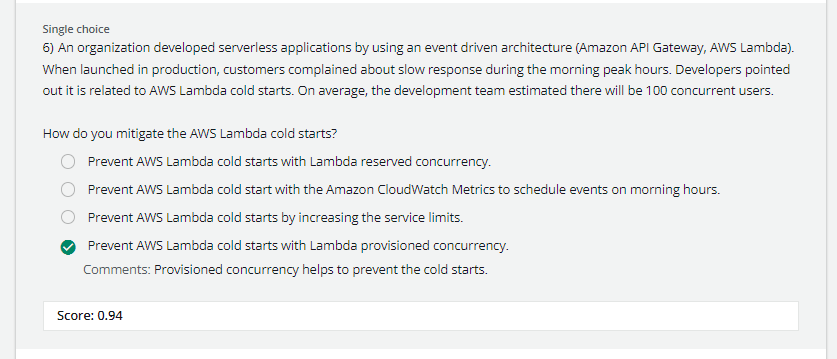 Single choice
6) An organization developed serverless applications by using an event driven architecture (Amazon API Gateway, AWS Lambda).
When launched in production, customers complained about slow response during the morning peak hours. Developers pointed
out it is related to AWS Lambda cold starts. On average, the development team estimated there will be 100 concurrent users.
How do you mitigate the AWS Lambda cold starts?
Prevent AWS Lambda cold starts with Lambda reserved concurrency.
Prevent AWS Lambda cold start with the Amazon CloudWatch Metrics to schedule events on morning hours.
Prevent AWS Lambda cold starts by increasing the service limits.
Prevent AWS Lambda cold starts with Lambda provisioned concurrency.
Comments: Provisioned concurrency helps to prevent the cold starts.
Score: 0.94